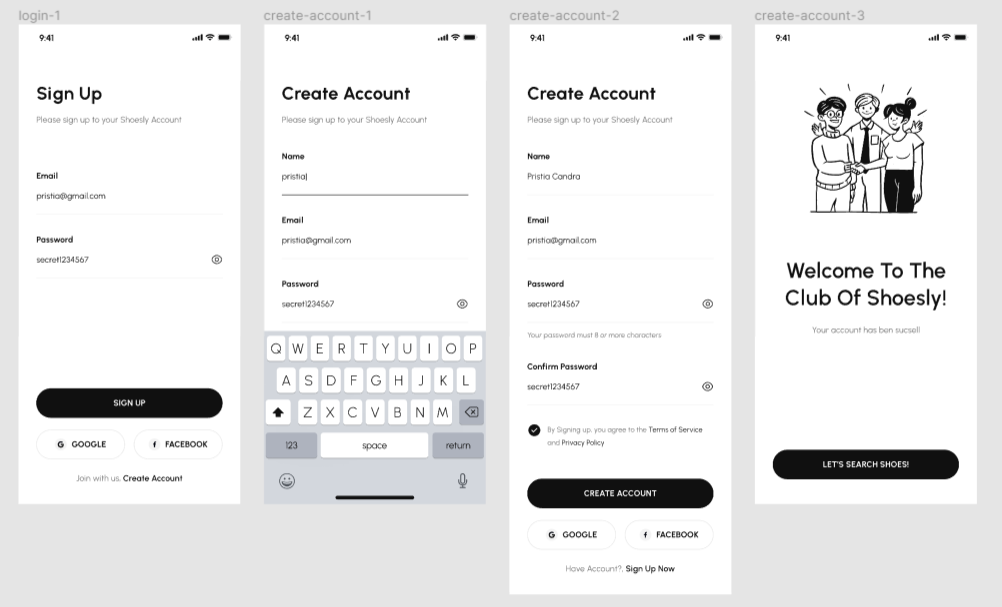 login-1
9:41
Sign Up
Please sign up to your Shoesly Account
Email
pristia@gmail.com
Password
secret1234567
SIGN UP
G GOOGLE
f FACEBOOK
Join with us, Create Account
create-account-1
9:41
Create Account
Please sign up to your Shoesly Account
Name
pristia
Email
pristia@gmail.com
Password
secret1234567
Q W E R T Y U I O P
A S D F G H J K L
Z X C V B N M
123 space return
create-account-2
9:41
Create Account
Please sign up to your Shoesly Account
Name
Pristia Candra
Email
pristia@gmail.com
Password
secret1234567
Your password must 8 or more characters
Confirm Password
secret1234567
By Signing up, you agree to the Terms of Service
and Privacy Policy
CREATE ACCOUNT
G GOOGLE
f FACEBOOK
Have Account?, Sign Up Now
create-account-3
9:41
Welcome To The
Club Of Shoesly!
Your account has ben sucsell
LET'S SEARCH SHOES!